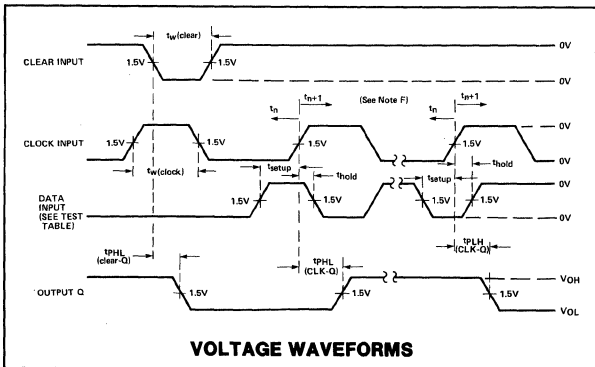 tw(clear)
CLEAR INPUT
1.5V
1.5V
0V
0V
tn
tn+1
(See Note F)
tn
tn+1
CLOCK INPUT
1.5V
1.5V
1.5V
1.5V
0V
0V
tw(clock)
tsetup
thold
tsetup
thold
DATA
INPUT
(SEE TEST
TABLE)
1.5V
1.5V
1.5V
1.5V
0V
0V
tPHL
(clear-Q)
tPHL
(CLK-Q)
tPLH
(CLK-Q)
OUTPUT Q
1.5V
1.5V
1.5V
VOH
VOL
VOLTAGE WAVEFORMS